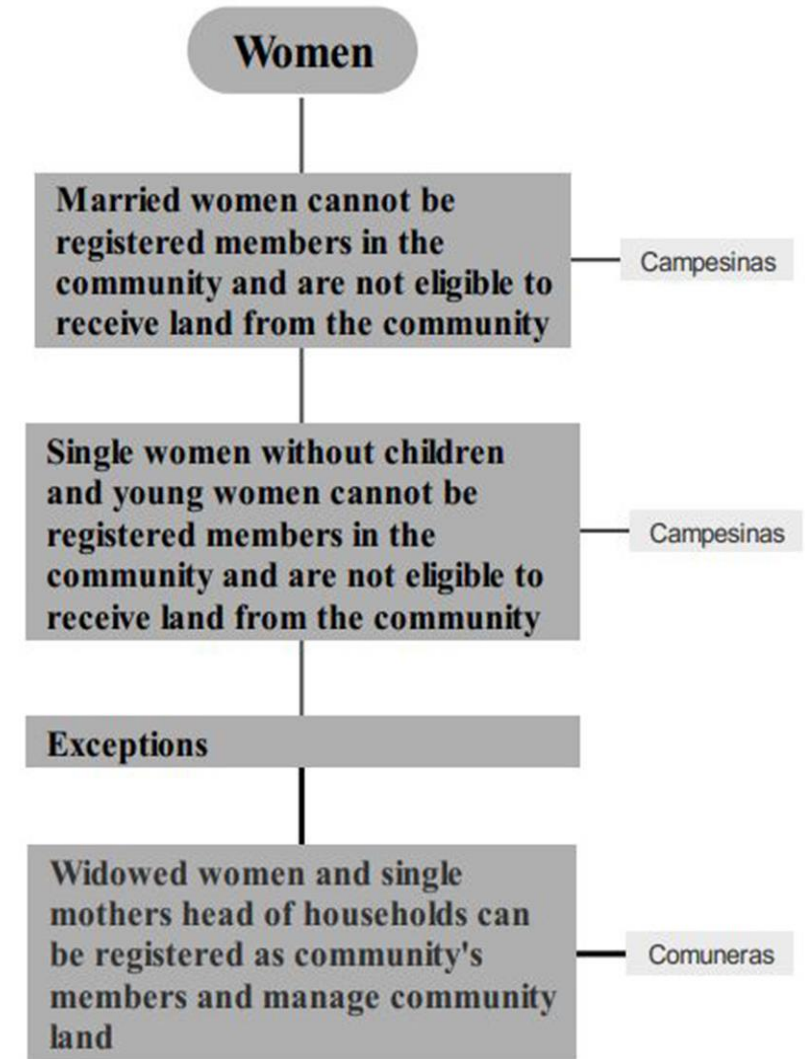 Women
Married women cannot be
registered members in the
community and are not eligible to
receive land from the community
Campesinas
Single women without children
and young women cannot be
registered members in the
community and are not eligible to
receive land from the community
Campesinas
Exceptions
Widowed women and single
mothers head of households can
be registered as community's
members and manage community
land
Comuneras